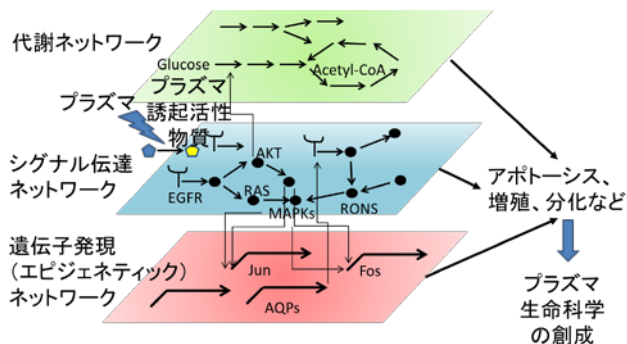 代謝ネットワーク
Glucose
Acetyl-CoA
プラズマ
プラズマ
誘起活性
物質
シグナル伝達
ネットワーク
AKT
EGFR
RAS
MAPKs
RONS
アポトーシス、
増殖、分化など
遺伝子発現
（エピジェネティック）
ネットワーク
Jun
Fos
AQPs
プラズマ
生命科学
の創成